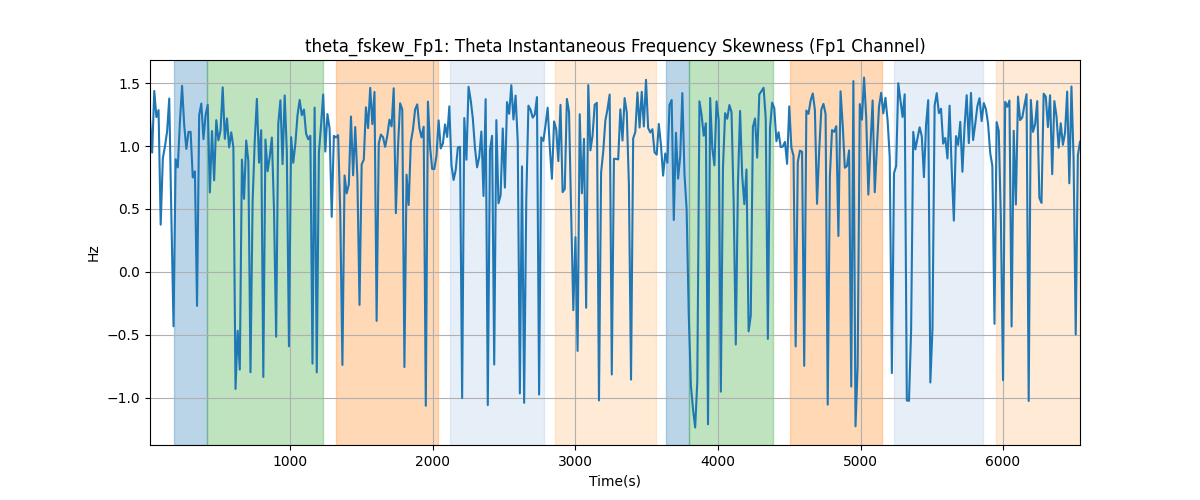 theta_fskew_Fp1: Theta Instantaneous Frequency Skewness (Fp1 Channel)
1.5
1.0
0.5
0.0
−0.5
−1.0
Hz
1000 2000 3000 4000 5000 6000
Time(s)